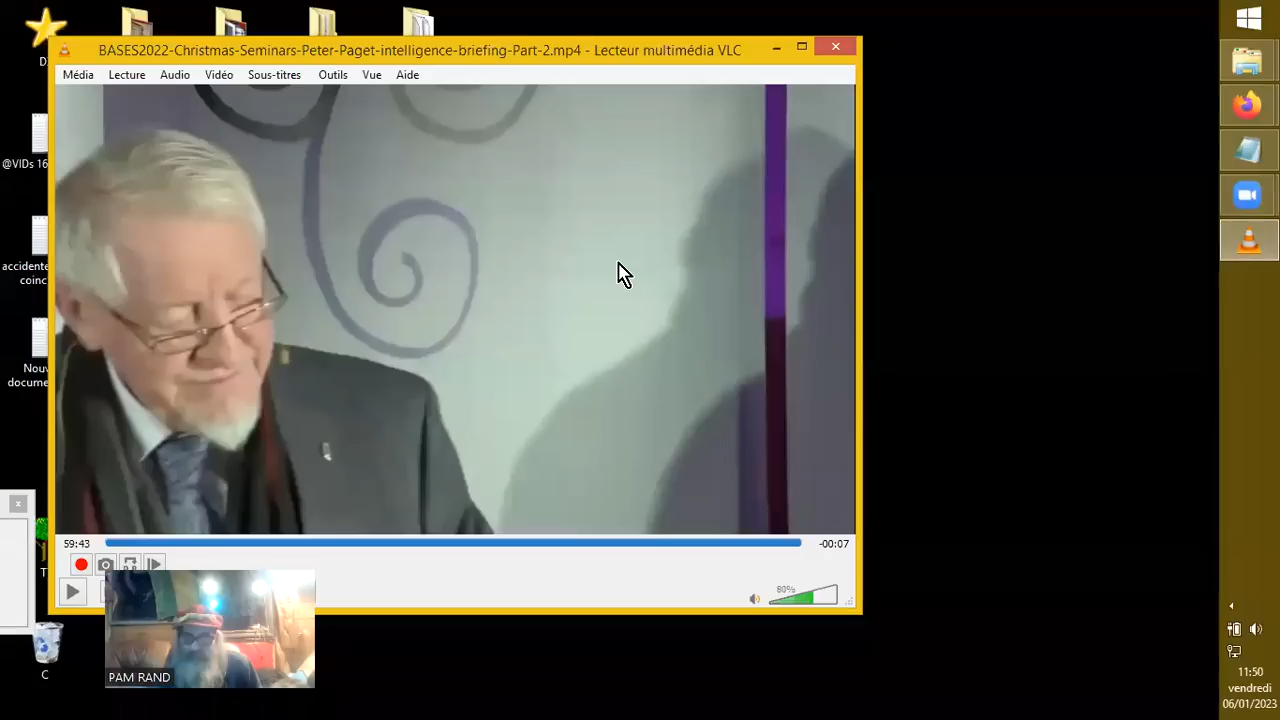 BASES2022-Christmas-Seminars-Peter-Paget-intelligence-briefing-Part-2.mp4 - Lecteur multimédia VLC
Média Lecture Audio Vidéo Sous-titres Outils Vue Aide
@VIDs 16
accidente
coinc
Nouv
docume
59:43
-00:07
80%
PAM RAND
C
11:50
vendredi
06/01/2023